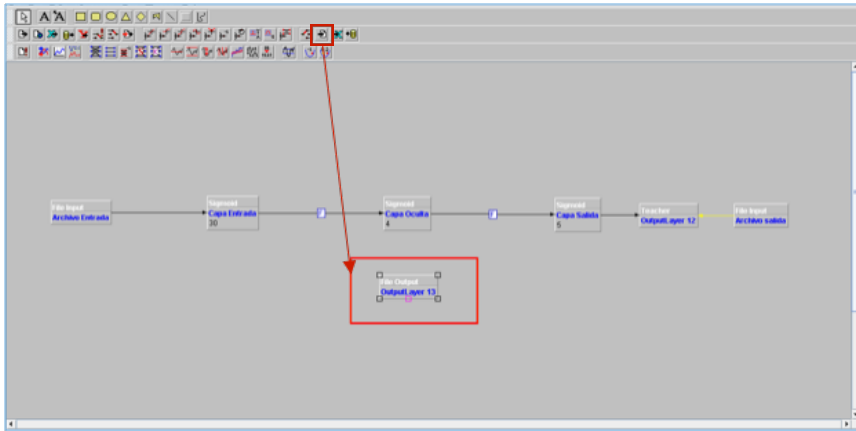 A A
File Input
Archivo Entrada
Sigmoid
Capa Entrada
30
Sigmoid
Capa Oculta
4
Sigmoid
Capa Salida
5
Teacher
OutputLayer 12
File Input
Archivo salida
File Output
OutputLayer 13